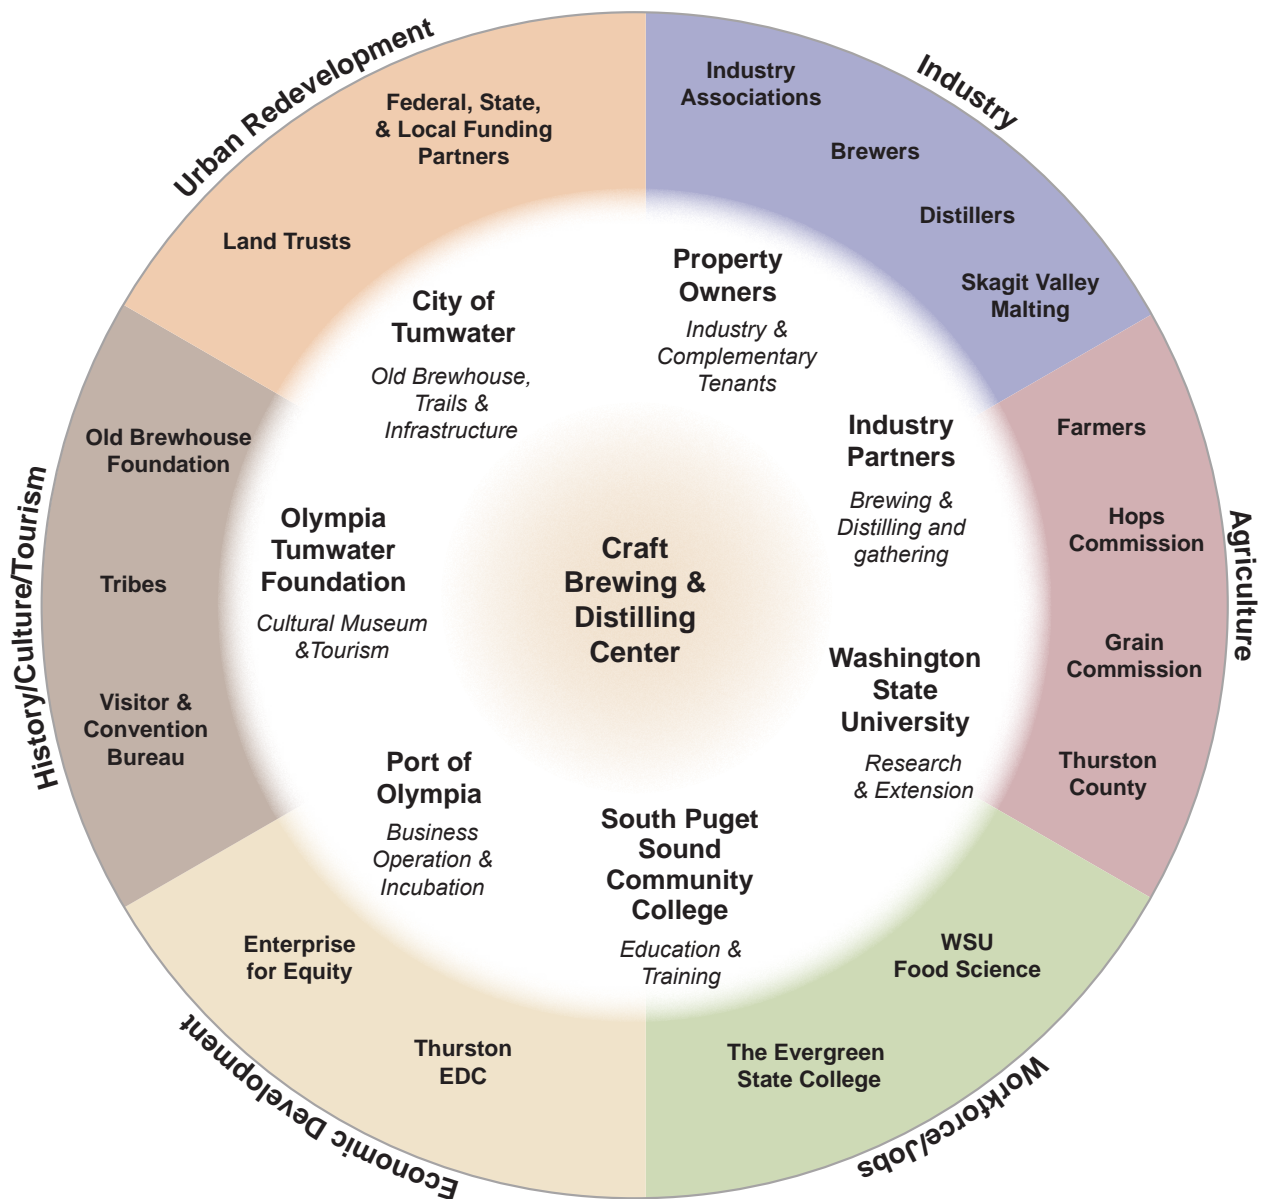 Urban Redevelopment
Federal, State,
& Local Funding
Partners
Land Trusts
Industry
Industry
Associations
Brewers
Distillers
Skagit Valley
Malting
Agriculture
Farmers
Hops
Commission
Grain
Commission
Thurston
County
Workforce/Jobs
WSU
Food Science
The Evergreen
State College
Economic Development
Enterprise
for Equity
Thurston
EDC
History/Culture/Tourism
Old Brewhouse
Foundation
Tribes
Visitor &
Convention
Bureau
City of
Tumwater
Old Brewhouse,
Trails &
Infrastructure
Property
Owners
Industry &
Complementary
Tenants
Industry
Partners
Brewing &
Distilling and
gathering
Washington
State
University
Research
& Extension
South Puget
Sound
Community
College
Education &
Training
Port of
Olympia
Business
Operation &
Incubation
Olympia
Tumwater
Foundation
Cultural Museum
&Tourism
Craft
Brewing &
Distilling
Center